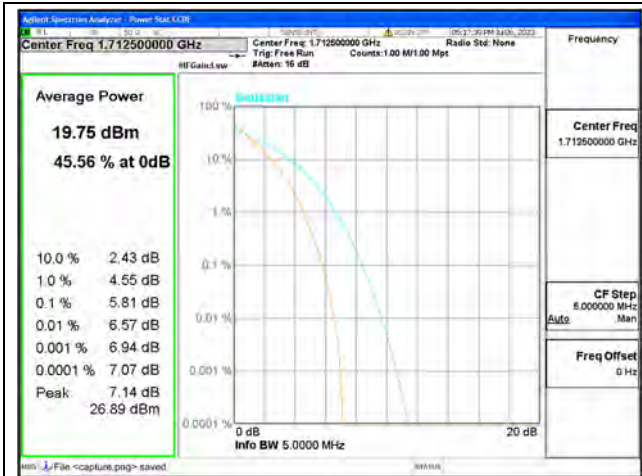 Agilent Spectrum Analyzer - Power Stat CCDF
Center Freq 1.712500000 GHz
Center Freq: 1.712500000 GHz
Radio Std: None
Trig: Free Run
Counts:1.00 M/1.00 Mpt
#IFGain:Low
#Atten: 16 dB
Frequency
Average Power
19.75 dBm
45.56 % at 0dB
10.0 % 2.43 dB
1.0 % 4.55 dB
0.1 % 5.81 dB
0.01 % 6.57 dB
0.001 % 6.94 dB
0.0001 % 7.07 dB
Peak 7.14 dB
26.89 dBm
Gaussian
100 %
10 %
1 %
0.1 %
0.01 %
0.001 %
0.0001 %
0 dB
20 dB
Info BW 5.0000 MHz
Center Freq
1.712500000 GHz
CF Step
5.000000 MHz
Auto Man
Freq Offset
0 Hz
MSG File <capture.png> saved
STATUS